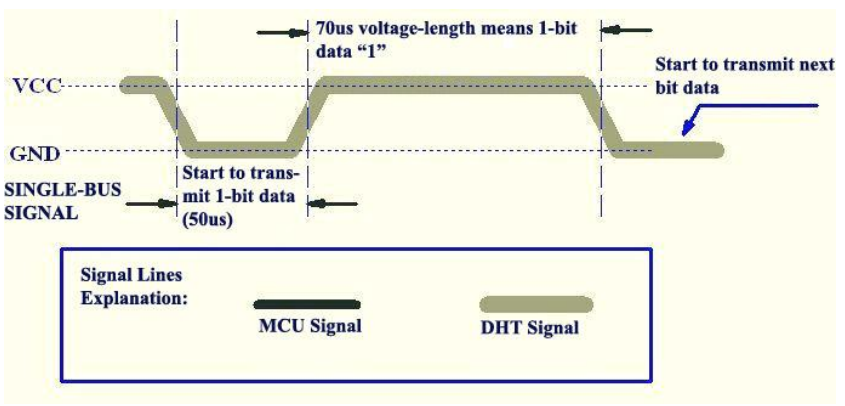 70us voltage-length means 1-bit
data “1”
Start to transmit next
bit data
VCC
GND
Start to trans-
mit 1-bit data
(50us)
SINGLE-BUS
SIGNAL
Signal Lines
Explanation:
MCU Signal
DHT Signal